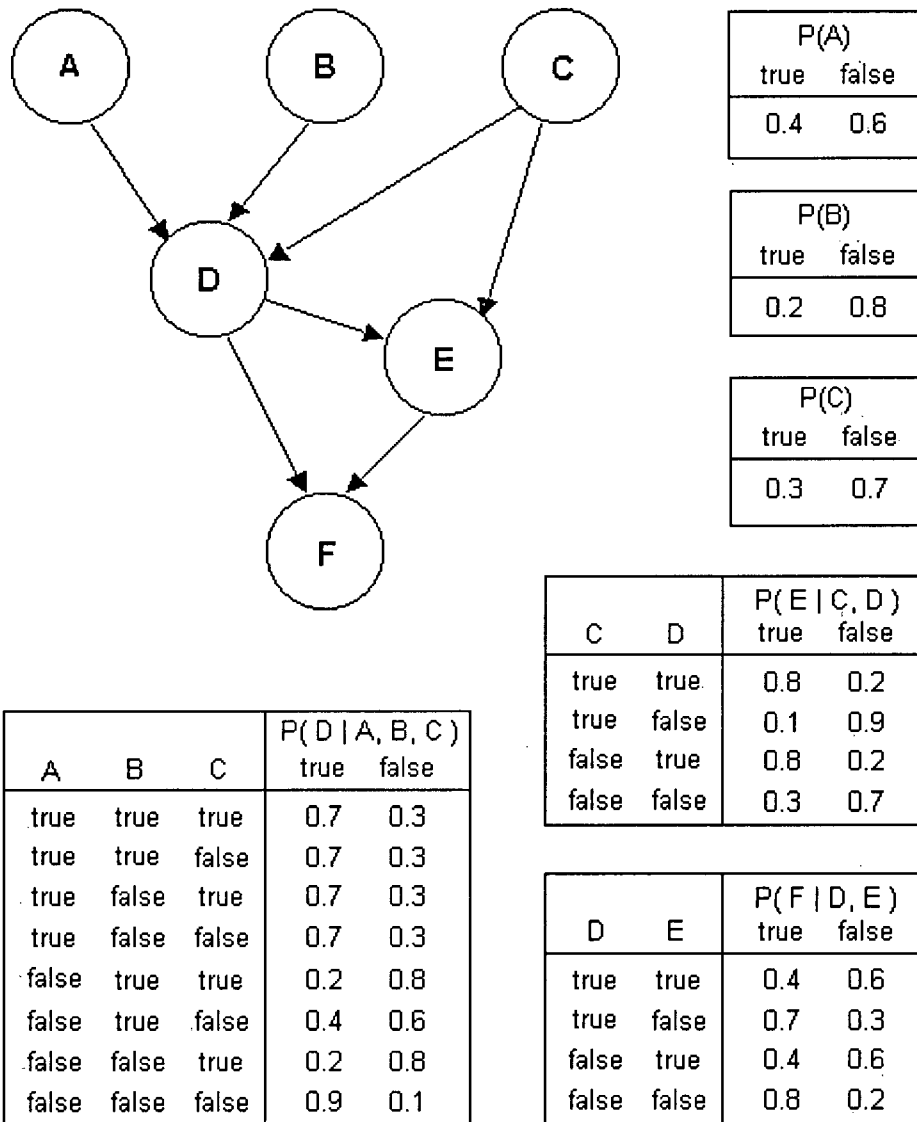 A
B
C
D
E
F
P(A)
true false
0.4 0.6
P(B)
true false
0.2 0.8
P(C)
true false
0.3 0.7
P( E | C, D )
C D true false
true true 0.8 0.2
true false 0.1 0.9
false true 0.8 0.2
false false 0.3 0.7
P( D | A, B, C )
A B C true false
true true true 0.7 0.3
true true false 0.7 0.3
true false true 0.7 0.3
true false false 0.7 0.3
false true true 0.2 0.8
false true false 0.4 0.6
false false true 0.2 0.8
false false false 0.9 0.1
P( F | D, E )
D E true false
true true 0.4 0.6
true false 0.7 0.3
false true 0.4 0.6
false false 0.8 0.2